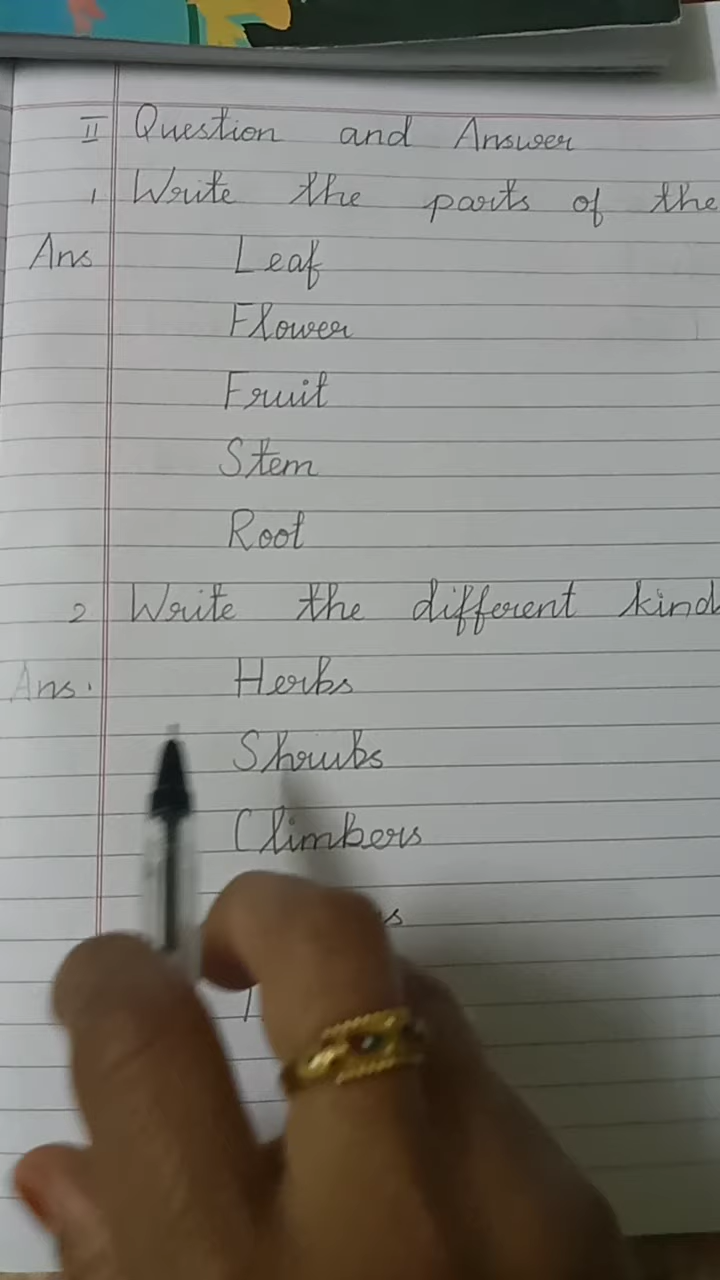 II Question and Answer
1 Write the parts of the
Ans Leaf
Flower
Fruit
Stem
Root
2 Write the different kind
Ans. Herbs
Shrubs
Climbers